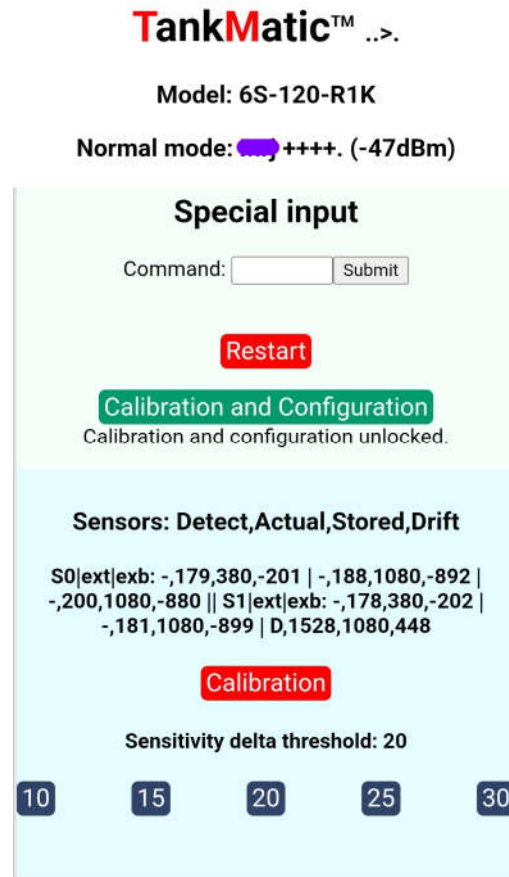 TankMatic™ ..>.
Model: 6S-120-R1K
Normal mode: ++++. (-47dBm)
Special input
Command: Submit
Restart
Calibration and Configuration
Calibration and configuration unlocked.
Sensors: Detect,Actual,Stored,Drift
S0|ext|exb: -,179,380,-201 | -,188,1080,-892 |
-,200,1080,-880 || S1|ext|exb: -,178,380,-202 |
-,181,1080,-899 | D,1528,1080,448
Calibration
Sensitivity delta threshold: 20
10 15 20 25 30